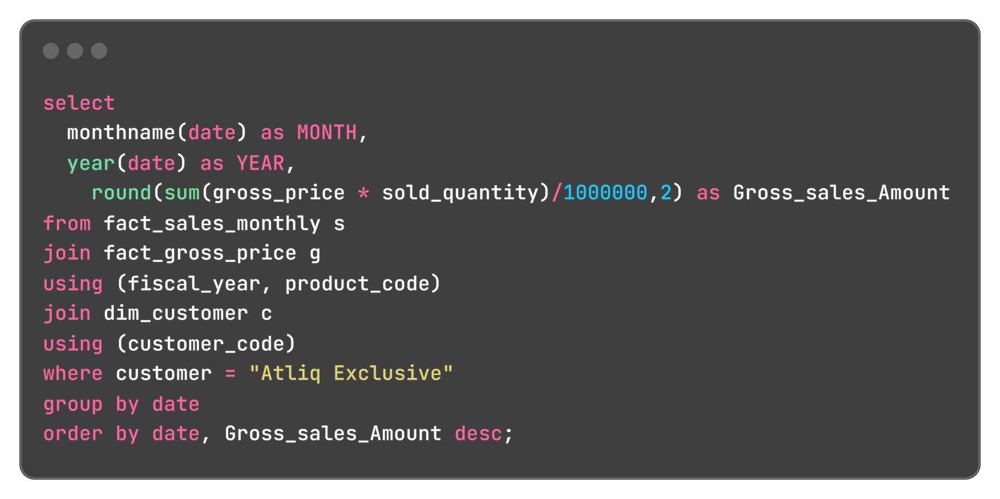 select
  monthname(date) as MONTH,
  year(date) as YEAR,
    round(sum(gross_price * sold_quantity)/1000000,2) as Gross_sales_Amount
from fact_sales_monthly s
join fact_gross_price g
using (fiscal_year, product_code)
join dim_customer c
using (customer_code)
where customer = "Atliq Exclusive"
group by date
order by date, Gross_sales_Amount desc;